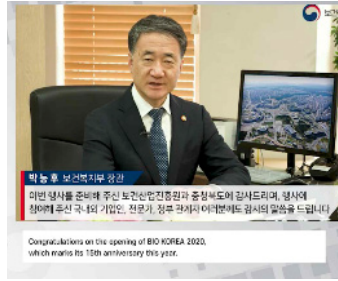 보건
박능후 보건복지부 장관
이번 행사를 준비해 주신 보건산업진흥원과 충청북도에 감사드리며, 행사에
참여해 주신 국내외 기업인, 전문가, 정부 관계자 여러분께도 감사의 말씀을 드립니다
Congratulations on the opening of BIO KOREA 2020,
which marks its 15th anniversary this year.